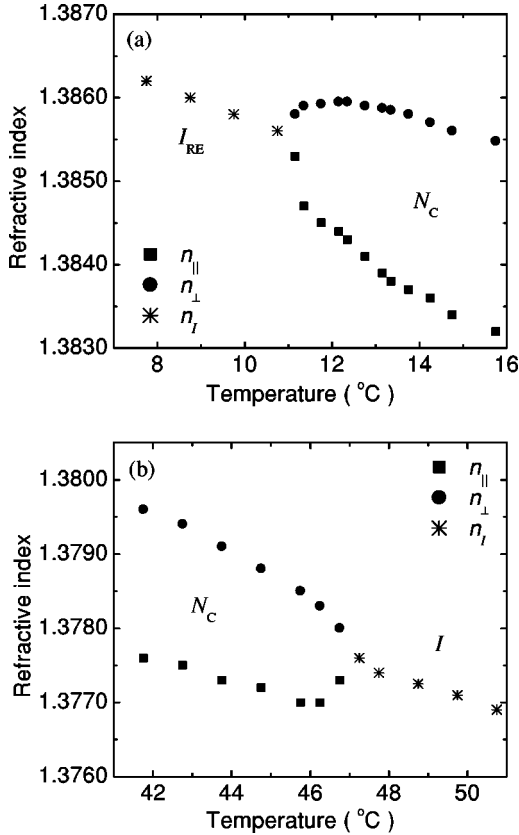 (a)
1.3870
1.3860
1.3850
1.3840
1.3830
Refractive index
I_RE
N_C
■ n_||
● n_⊥
✳ n_I
8 10 12 14 16
Temperature ( °C)
(b)
1.3800
1.3790
1.3780
1.3770
1.3760
Refractive index
■ n_||
● n_⊥
✳ n_I
N_C
I
42 44 46 48 50
Temperature ( °C)